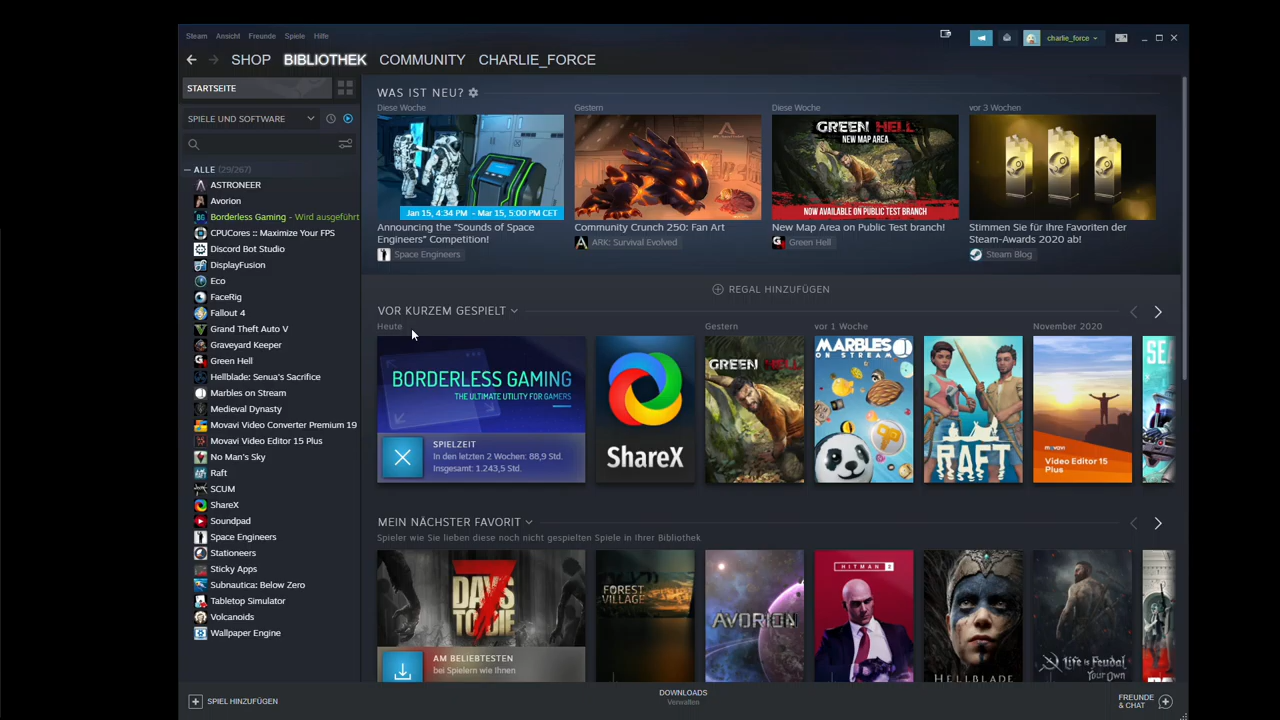 Steam Ansicht Freunde Spiele Hilfe
charlie_force
SHOP BIBLIOTHEK COMMUNITY CHARLIE_FORCE
STARTSEITE
SPIELE UND SOFTWARE
ALLE (29/267)
ASTRONEER
Avorion
Borderless Gaming - Wird ausgeführt
CPUCores :: Maximize Your FPS
Discord Bot Studio
DisplayFusion
Eco
FaceRig
Fallout 4
Grand Theft Auto V
Graveyard Keeper
Green Hell
Hellblade: Senua's Sacrifice
Marbles on Stream
Medieval Dynasty
Movavi Video Converter Premium 19
Movavi Video Editor 15 Plus
No Man's Sky
Raft
SCUM
ShareX
Soundpad
Space Engineers
Stationeers
Sticky Apps
Subnautica: Below Zero
Tabletop Simulator
Volcanoids
Wallpaper Engine
WAS IST NEU?
Diese Woche
Jan 15, 4:34 PM - Mar 15, 5:00 PM CET
Announcing the "Sounds of Space
Engineers" Competition!
Space Engineers
Gestern
Community Crunch 250: Fan Art
ARK: Survival Evolved
Diese Woche
GREEN HELL
NEW MAP AREA
NOW AVAILABLE ON PUBLIC TEST BRANCH
New Map Area on Public Test branch!
Green Hell
vor 3 Wochen
Stimmen Sie für Ihre Favoriten der
Steam-Awards 2020 ab!
Steam Blog
REGAL HINZUFÜGEN
VOR KURZEM GESPIELT
Heute
Gestern
vor 1 Woche
November 2020
BORDERLESS GAMING
THE ULTIMATE UTILITY FOR GAMERS
SPIELZEIT
In den letzten 2 Wochen: 88,9 Std.
Insgesamt: 1.243,5 Std.
ShareX
GREEN HELL
MARBLES
ON STREAM
RAFT
movavi
Video Editor 15
Plus
MEIN NÄCHSTER FAVORIT
Spieler wie Sie lieben diese noch nicht gespielten Spiele in Ihrer Bibliothek
7 DAYS
TO DIE
AM BELIEBTESTEN
bei Spielern wie Ihnen
FOREST
VILLAGE
AVORION
HITMAN 2
HELLBLADE
Life is Feudal
Your Own
SPIEL HINZUFÜGEN
DOWNLOADS
Verwalten
FREUNDE
& CHAT